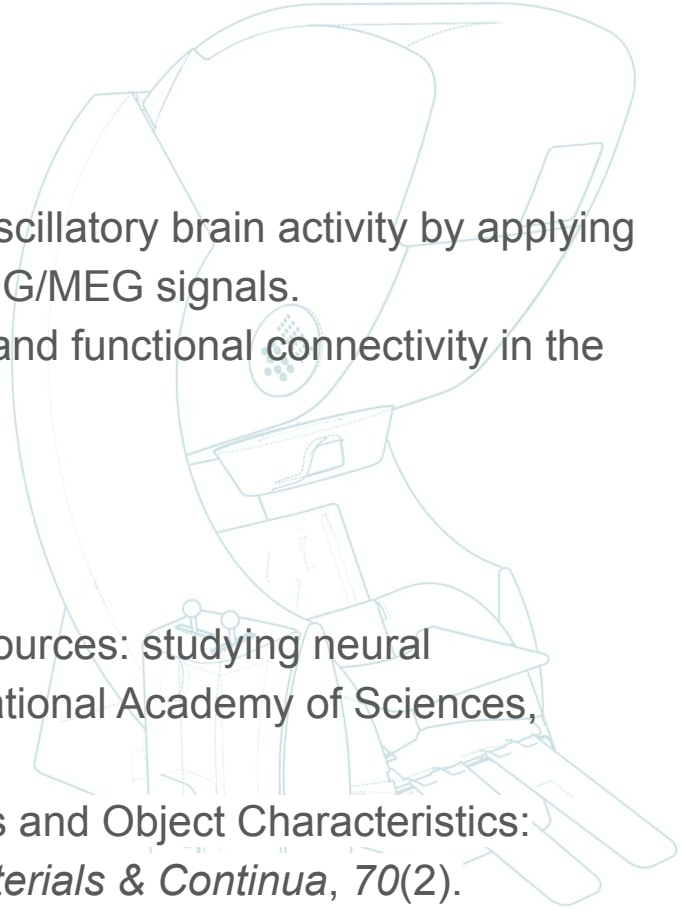 scillatory brain activity by applying
G/MEG signals.
and functional connectivity in the
ources: studying neural
ational Academy of Sciences,
s and Object Characteristics:
terials & Continua, 70(2).